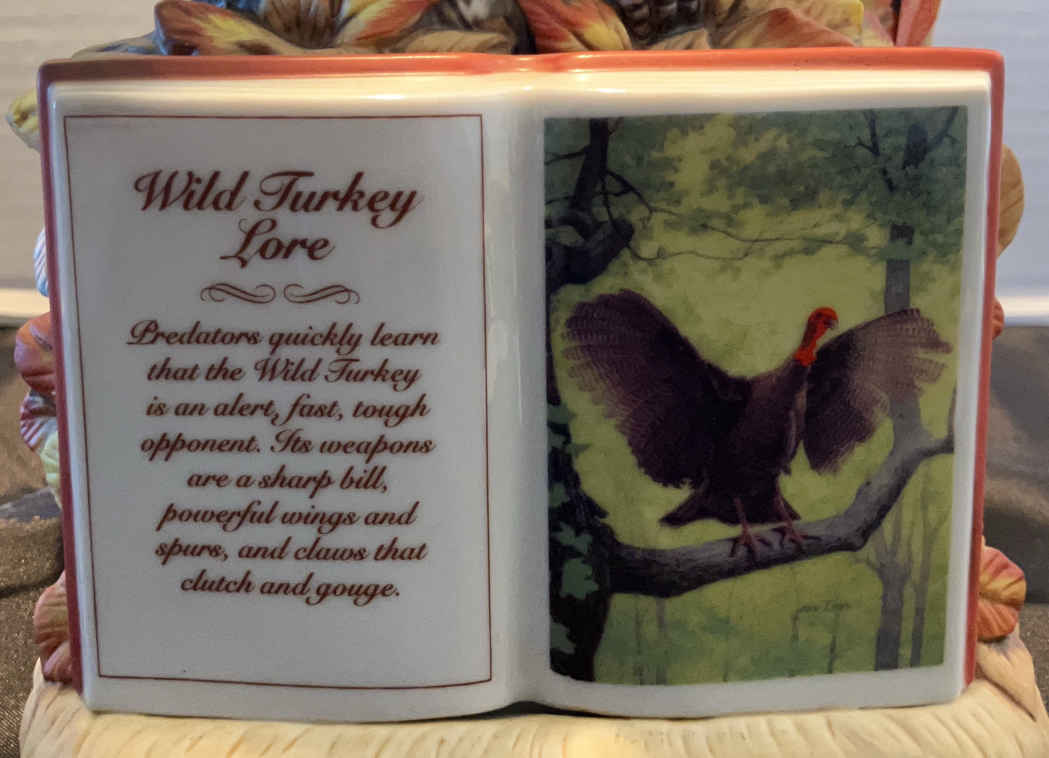 Wild Turkey
Lore
Predators quickly learn
that the Wild Turkey
is an alert, fast, tough
opponent. Its weapons
are a sharp bill,
powerful wings and
spurs, and claws that
clutch and gouge.